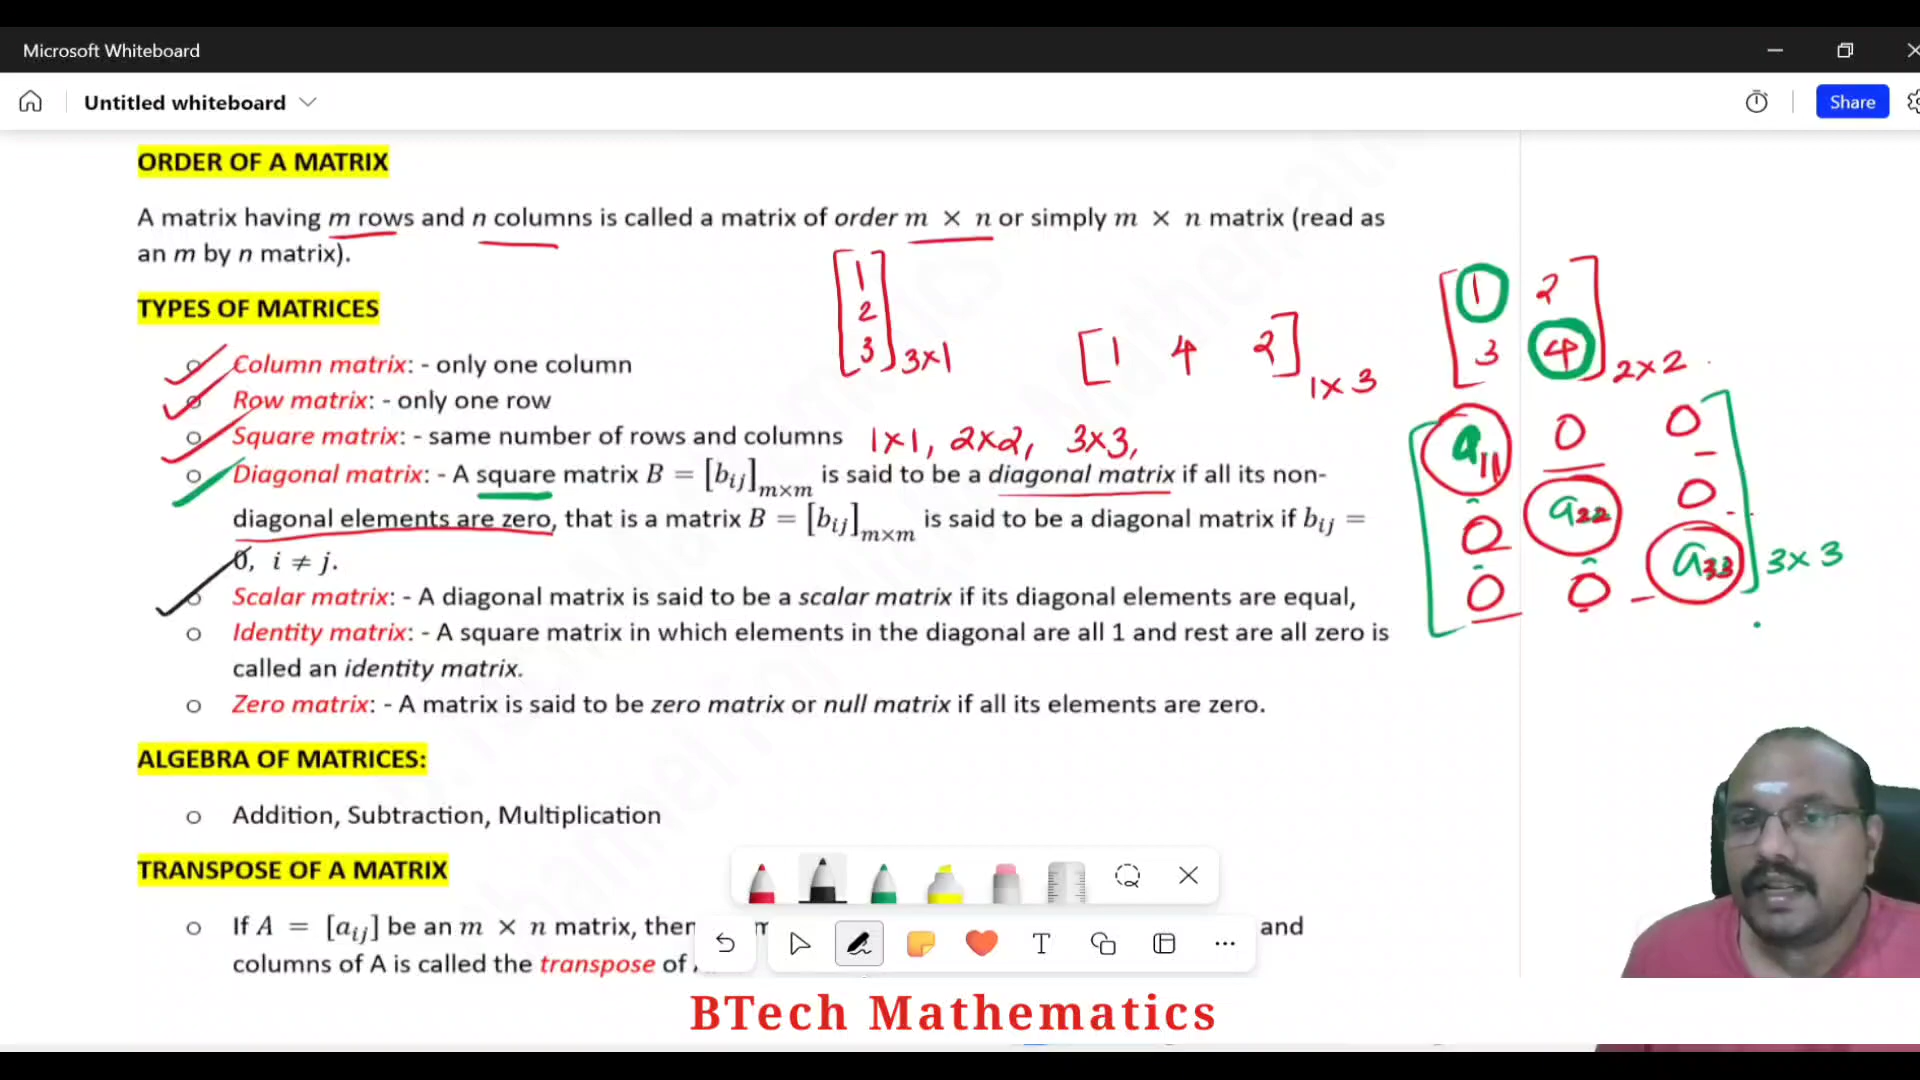 Microsoft Whiteboard
Untitled whiteboard
Share
ORDER OF A MATRIX
A matrix having m rows and n columns is called a matrix of order m × n or simply m × n matrix (read as
an m by n matrix).
TYPES OF MATRICES
[1 2 3] 3×1
[1 4 2] 1×3
[1 2
3 4] 2×2
o Column matrix: - only one column
o Row matrix: - only one row
o Square matrix: - same number of rows and columns 1×1, 2×2, 3×3,
o Diagonal matrix: - A square matrix B = [bij]m×m is said to be a diagonal matrix if all its non-
diagonal elements are zero, that is a matrix B = [bij]m×m is said to be a diagonal matrix if bij =
0, i ≠ j.
[a11 0 0
0 a22 0
0 0 a33] 3×3
o Scalar matrix: - A diagonal matrix is said to be a scalar matrix if its diagonal elements are equal,
o Identity matrix: - A square matrix in which elements in the diagonal are all 1 and rest are all zero is
called an identity matrix.
o Zero matrix: - A matrix is said to be zero matrix or null matrix if all its elements are zero.
ALGEBRA OF MATRICES:
o Addition, Subtraction, Multiplication
TRANSPOSE OF A MATRIX
o If A = [aij] be an m × n matrix, then and
columns of A is called the transpose of
BTech Mathematics